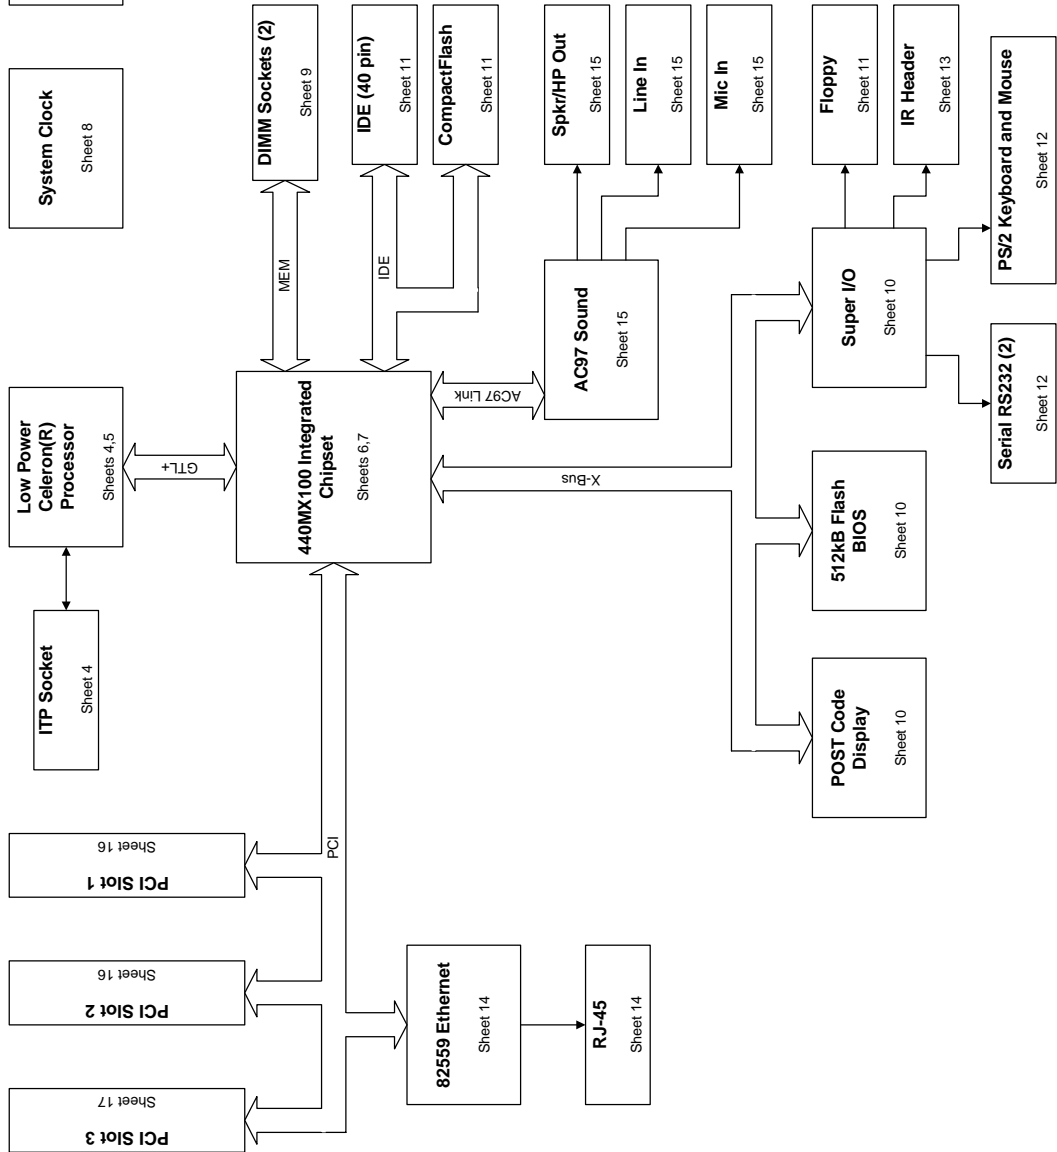 System Clock
Sheet 8
DIMM Sockets (2)
Sheet 9
IDE (40 pin)
Sheet 11
CompactFlash
Sheet 11
Spkr/HP Out
Sheet 15
Line In
Sheet 15
Mic In
Sheet 15
Floppy
Sheet 11
IR Header
Sheet 13
PS/2 Keyboard and Mouse
Sheet 12
MEM
IDE
Low Power
Celeron(R)
Processor
Sheets 4,5
GTL+
440MX100 Integrated
Chipset
Sheets 6,7
AC97 Link
AC97 Sound
Sheet 15
X-Bus
Super I/O
Sheet 10
Serial RS232 (2)
Sheet 12
ITP Socket
Sheet 4
512kB Flash
BIOS
Sheet 10
POST Code
Display
Sheet 10
PCI
PCI Slot 1
Sheet 16
PCI Slot 2
Sheet 16
PCI Slot 3
Sheet 17
82559 Ethernet
Sheet 14
RJ-45
Sheet 14